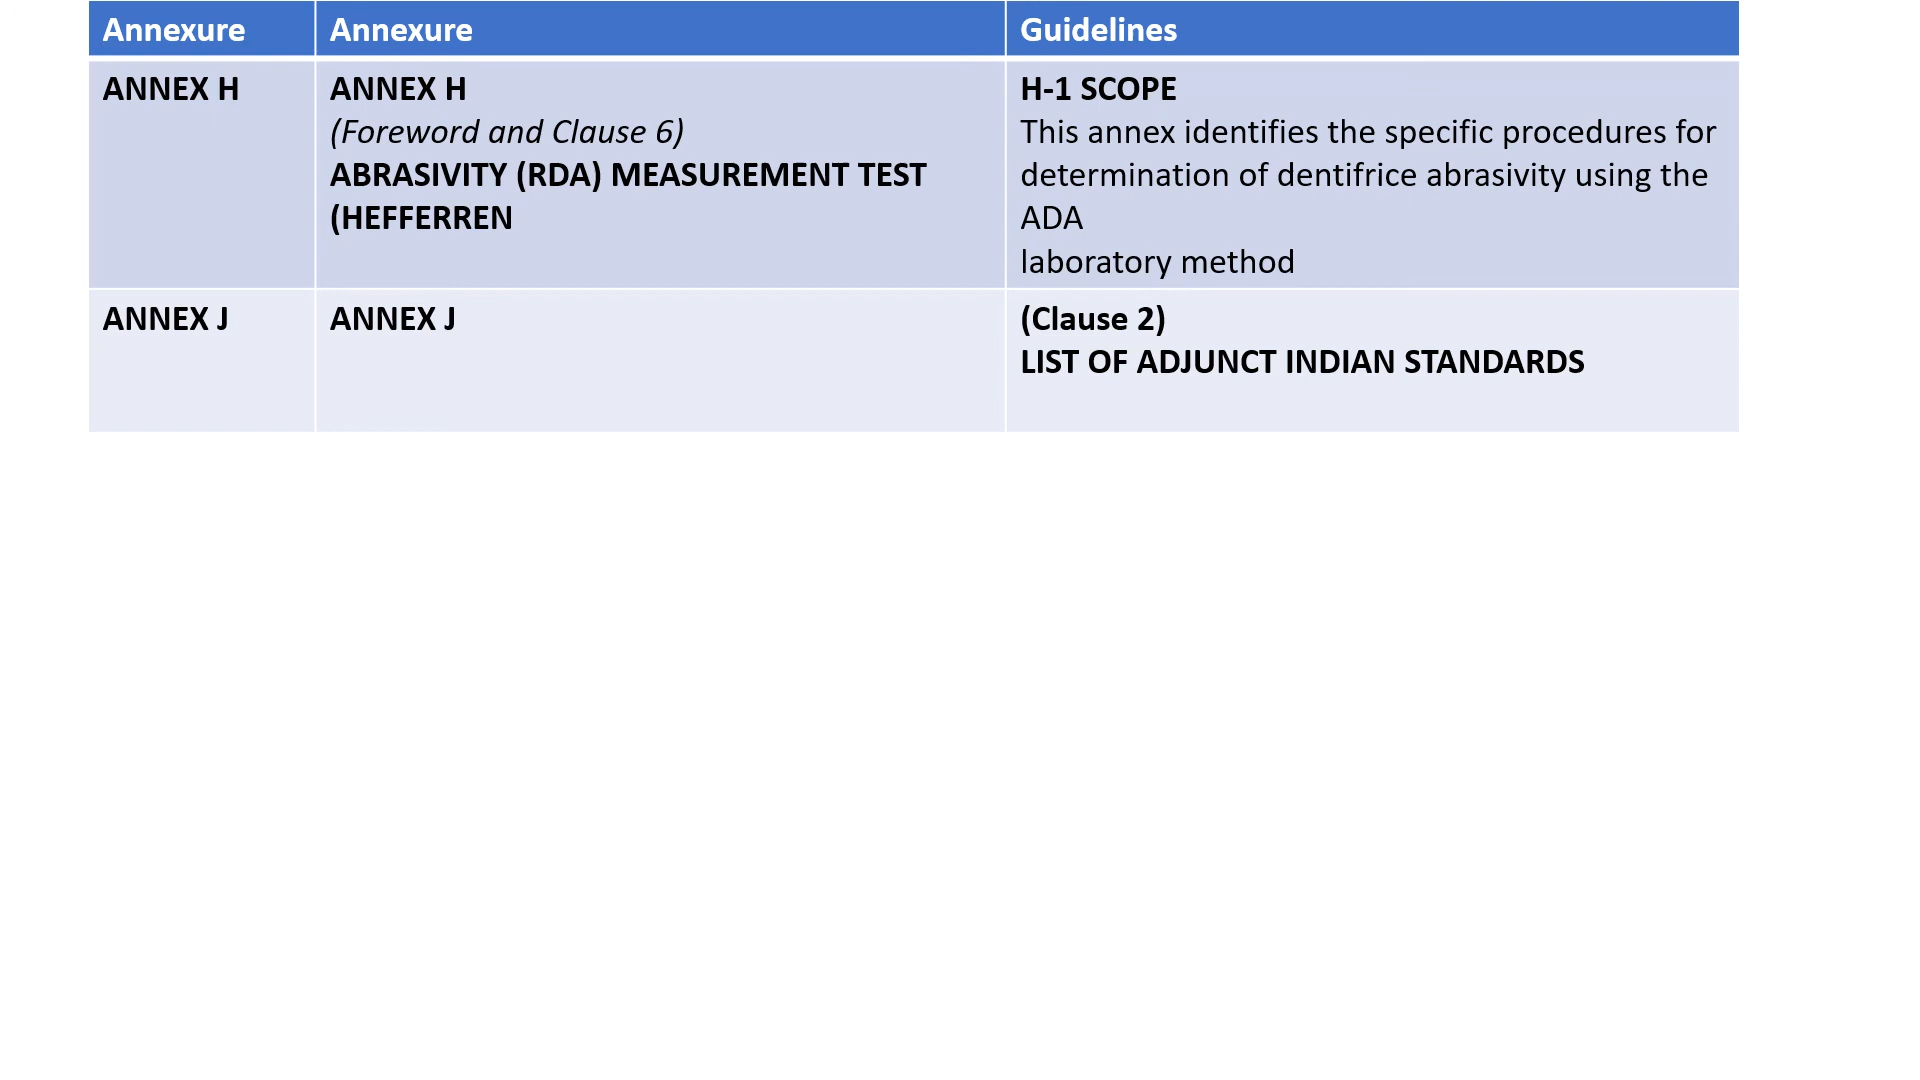 Annexure Annexure Guidelines
ANNEX H
ANNEX H
(Foreword and Clause 6)
ABRASIVITY (RDA) MEASUREMENT TEST
(HEFFERREN
H-1 SCOPE
This annex identifies the specific procedures for
determination of dentifrice abrasivity using the
ADA
laboratory method
ANNEX J
ANNEX J
(Clause 2)
LIST OF ADJUNCT INDIAN STANDARDS